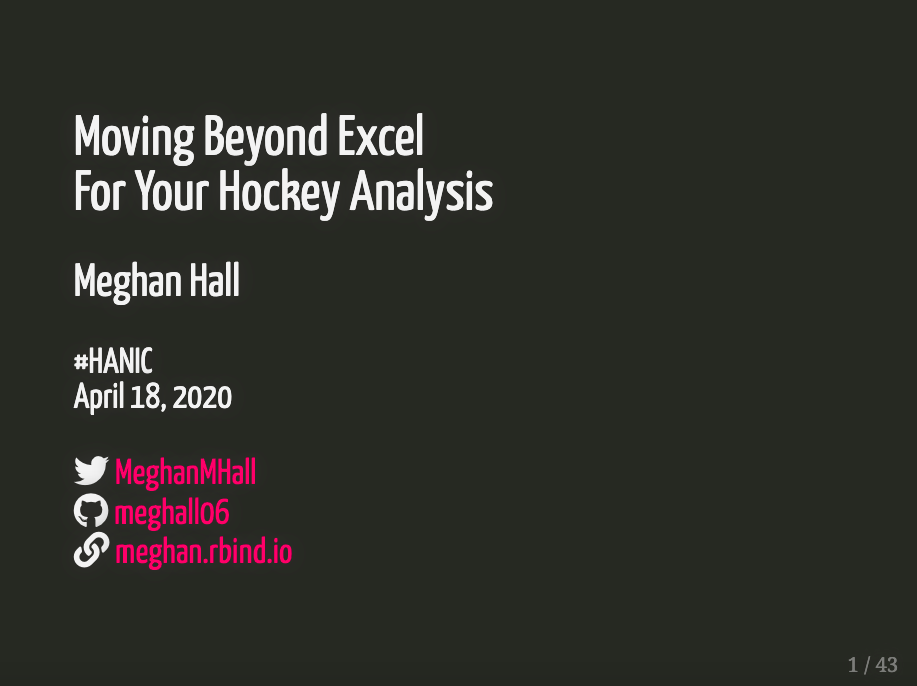 Moving Beyond Excel
For Your Hockey Analysis
Meghan Hall
#HANIC
April 18, 2020
MeghanMHall
meghall06
meghan.rbind.io
1 / 43